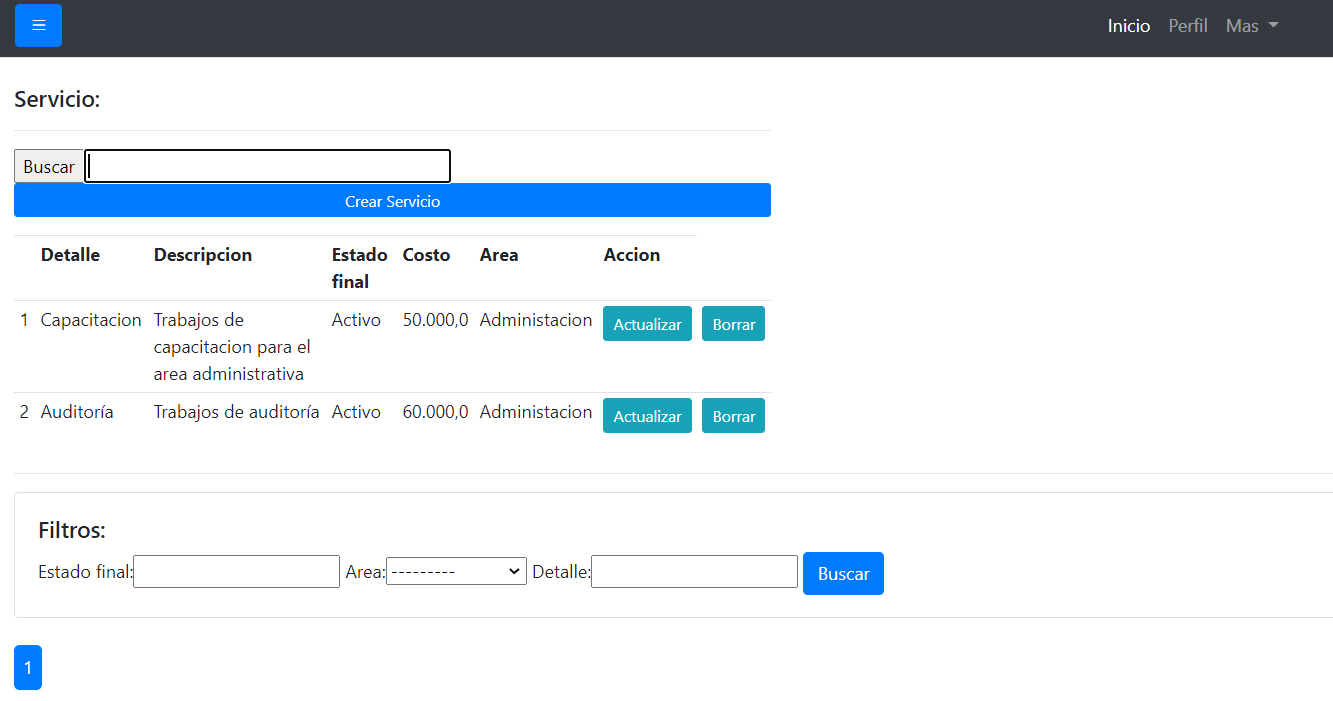 ☰ Inicio Perfil Mas
Servicio:
Buscar
Crear Servicio
Detalle Descripcion Estado final Costo Area Accion
1 Capacitacion Trabajos de capacitacion para el area administrativa Activo 50.000,0 Administacion Actualizar Borrar
2 Auditoría Trabajos de auditoría Activo 60.000,0 Administacion Actualizar Borrar
Filtros:
Estado final: Area: --------- Detalle: Buscar
1